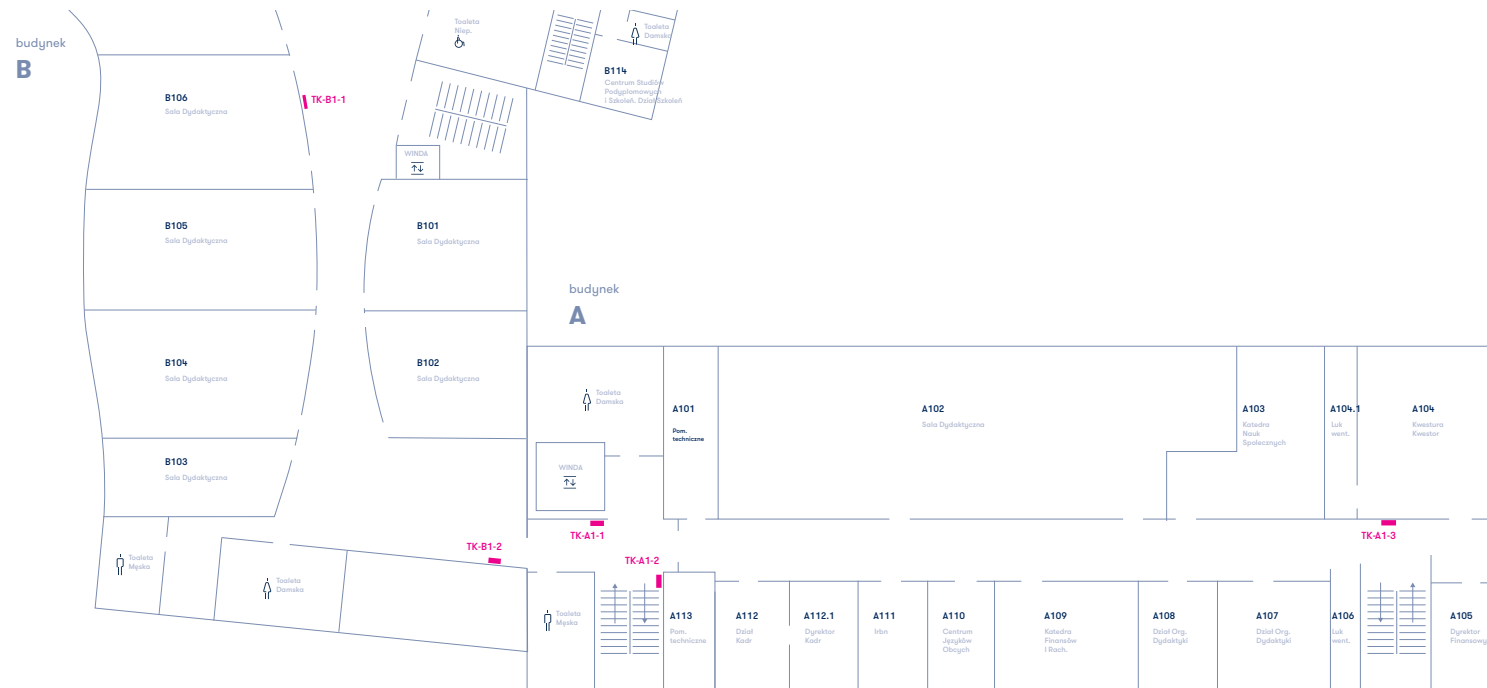 budynek
B
Toaleta
Niep.
Toaleta
Damska
B114
Centrum Studiów
Podyplomowych
i Szkoleń. Dział Szkoleń
B106
Sala Dydaktyczna
TK-B1-1
WINDA
B105
Sala Dydaktyczna
B101
Sala Dydaktyczna
budynek
A
B104
Sala Dydaktyczna
B102
Sala Dydaktyczna
Toaleta
Damska
A101
Pom.
techniczne
A102
Sala Dydaktyczna
A103
Katedra
Nauk
Społecznych
A104.1
Luk
went.
A104
Kwestura
Kwestor
B103
Sala Dydaktyczna
WINDA
TK-A1-1
TK-A1-3
TK-B1-2
TK-A1-2
Toaleta
Męska
Toaleta
Damska
Toaleta
Męska
A113
Pom.
techniczne
A112
Dział
Kadr
A112.1
Dyrektor
Kadr
A111
Irbn
A110
Centrum
Języków
Obcych
A109
Katedra
Finansów
i Rach.
A108
Dział Org.
Dydaktyki
A107
Dział Org.
Dydaktyki
A106
Luk
went.
A105
Dyrektor
Finansowy